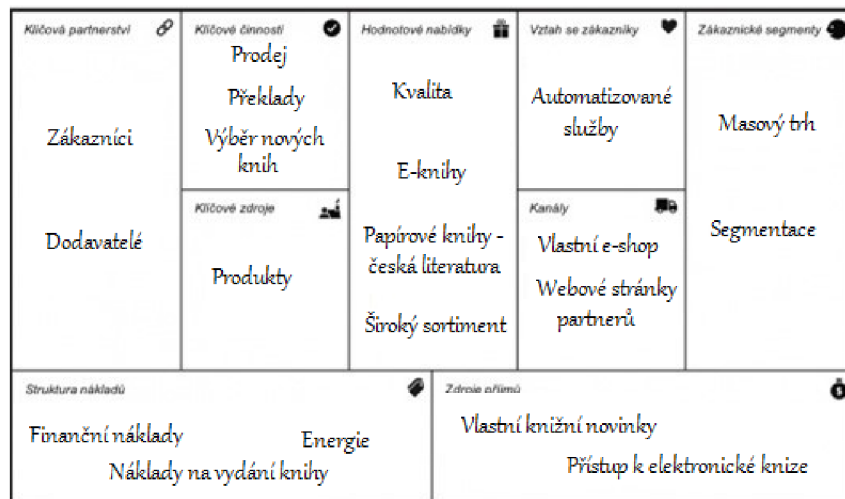 Klíčová partnerství
Zákazníci
Dodavatelé
Klíčové činnosti
Prodej
Překlady
Výběr nových
knih
Klíčové zdroje
Produkty
Hodnotové nabídky
Kvalita
E-knihy
Papírové knihy -
česká literatura
Široký sortiment
Vztah se zákazníky
Automatizované
služby
Kanály
Vlastní e-shop
Webové stránky
partnerů
Zákaznické segmenty
Masový trh
Segmentace
Struktura nákladů
Finanční náklady
Energie
Náklady na vydání knihy
Zdroje příjmů
Vlastní knižní novinky
Přístup k elektronické knize